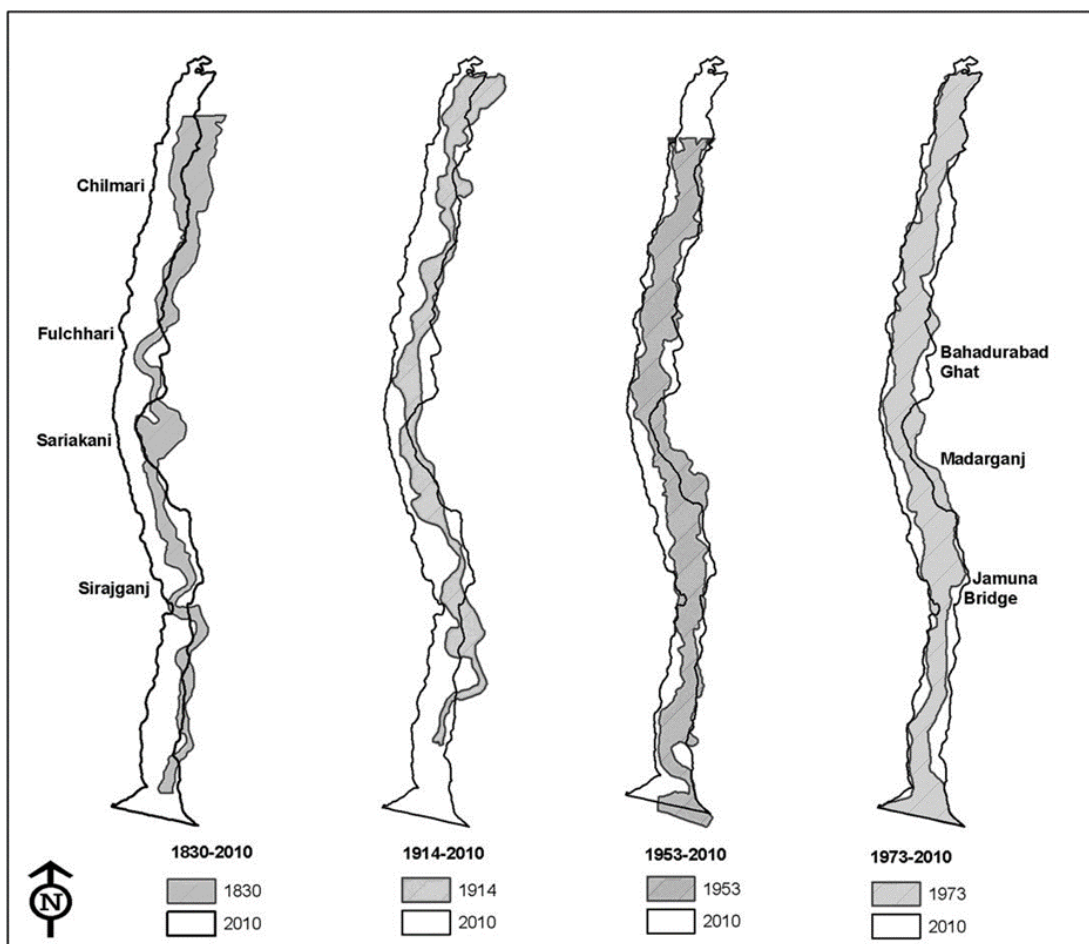 Chilmari
Fulchhari
Bahadurabad
Ghat
Sariakani
Madarganj
Sirajganj
Jamuna
Bridge
1830-2010
1914-2010
1953-2010
1973-2010
1830
1914
1953
1973
2010
2010
2010
2010
N